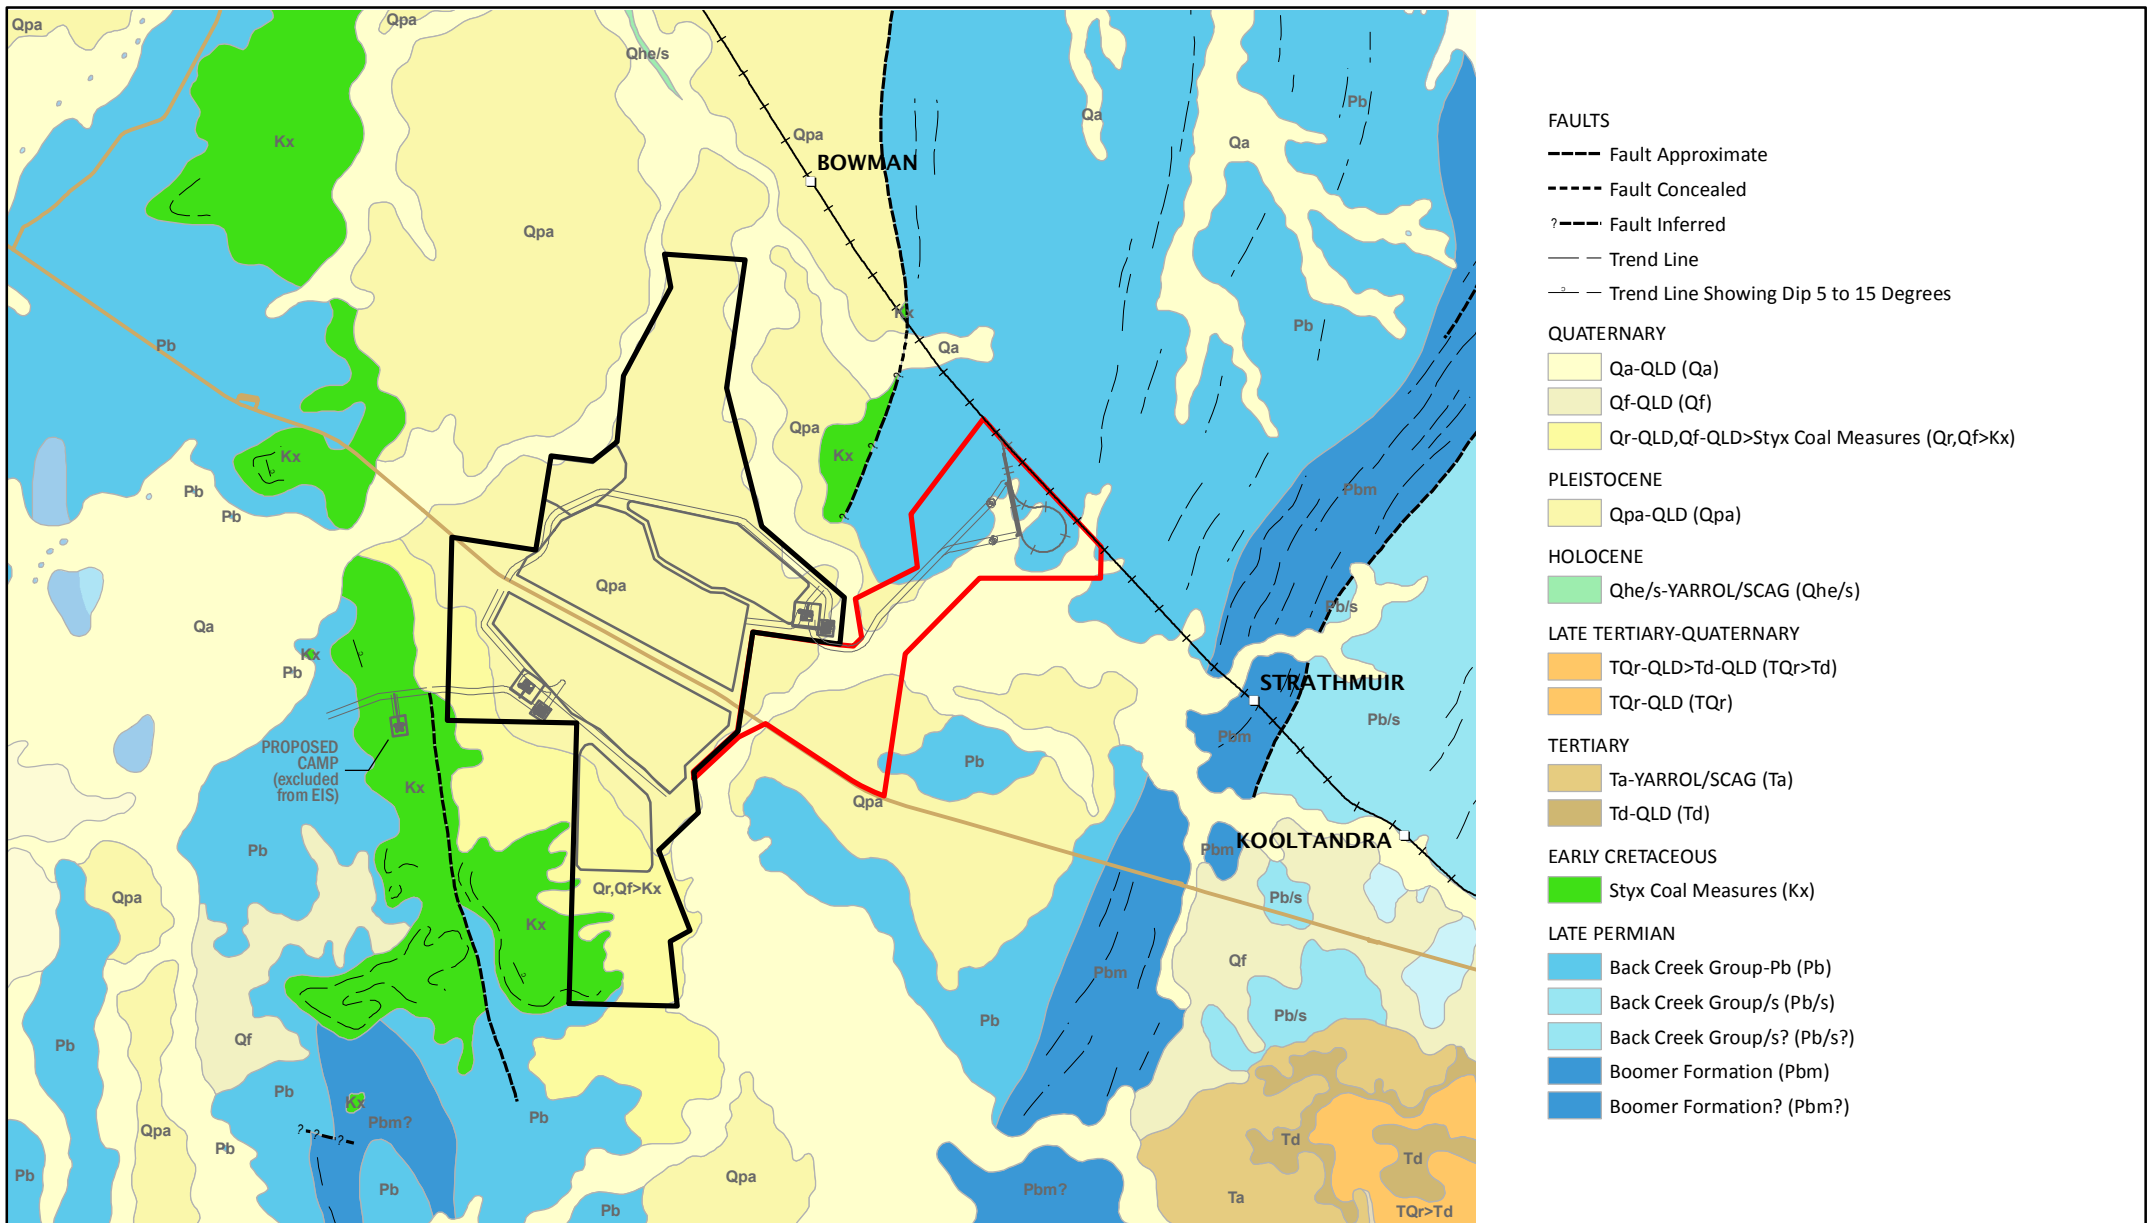 Qpa
Qpa
Qhe/s
Kx
Qpa
BOWMAN
Qa
Pb
Qa
Qpa
Kx
Pb
Qa
Pb
Qpa
Kx
Kx
Pb
Pb
Pbm
Qpa
Qa
Pb/s
Kx
Pb
STRATHMUIR
Pb/s
Pbm
PROPOSED
CAMP
(excluded
from EIS)
Pb
Kx
Qpa
KOOLTANDRA
Pbm
Pb
Qr,Qf>Kx
Qpa
Pb/s
Kx
Qf
Pbm
Pb/s
Pb
Qf
Pb
Pb
Kx
Pbm?
Pb
Qpa
? ? ?
Pb
Td
Td
Pb
Qpa
Pb
Pbm?
Ta
Pb
TQr>Td
FAULTS
Fault Approximate
Fault Concealed
? Fault Inferred
Trend Line
Trend Line Showing Dip 5 to 15 Degrees
QUATERNARY
Qa-QLD (Qa)
Qf-QLD (Qf)
Qr-QLD,Qf-QLD>Styx Coal Measures (Qr,Qf>Kx)
PLEISTOCENE
Qpa-QLD (Qpa)
HOLOCENE
Qhe/s-YARROL/SCAG (Qhe/s)
LATE TERTIARY-QUATERNARY
TQr-QLD>Td-QLD (TQr>Td)
TQr-QLD (TQr)
TERTIARY
Ta-YARROL/SCAG (Ta)
Td-QLD (Td)
EARLY CRETACEOUS
Styx Coal Measures (Kx)
LATE PERMIAN
Back Creek Group-Pb (Pb)
Back Creek Group/s (Pb/s)
Back Creek Group/s? (Pb/s?)
Boomer Formation (Pbm)
Boomer Formation? (Pbm?)